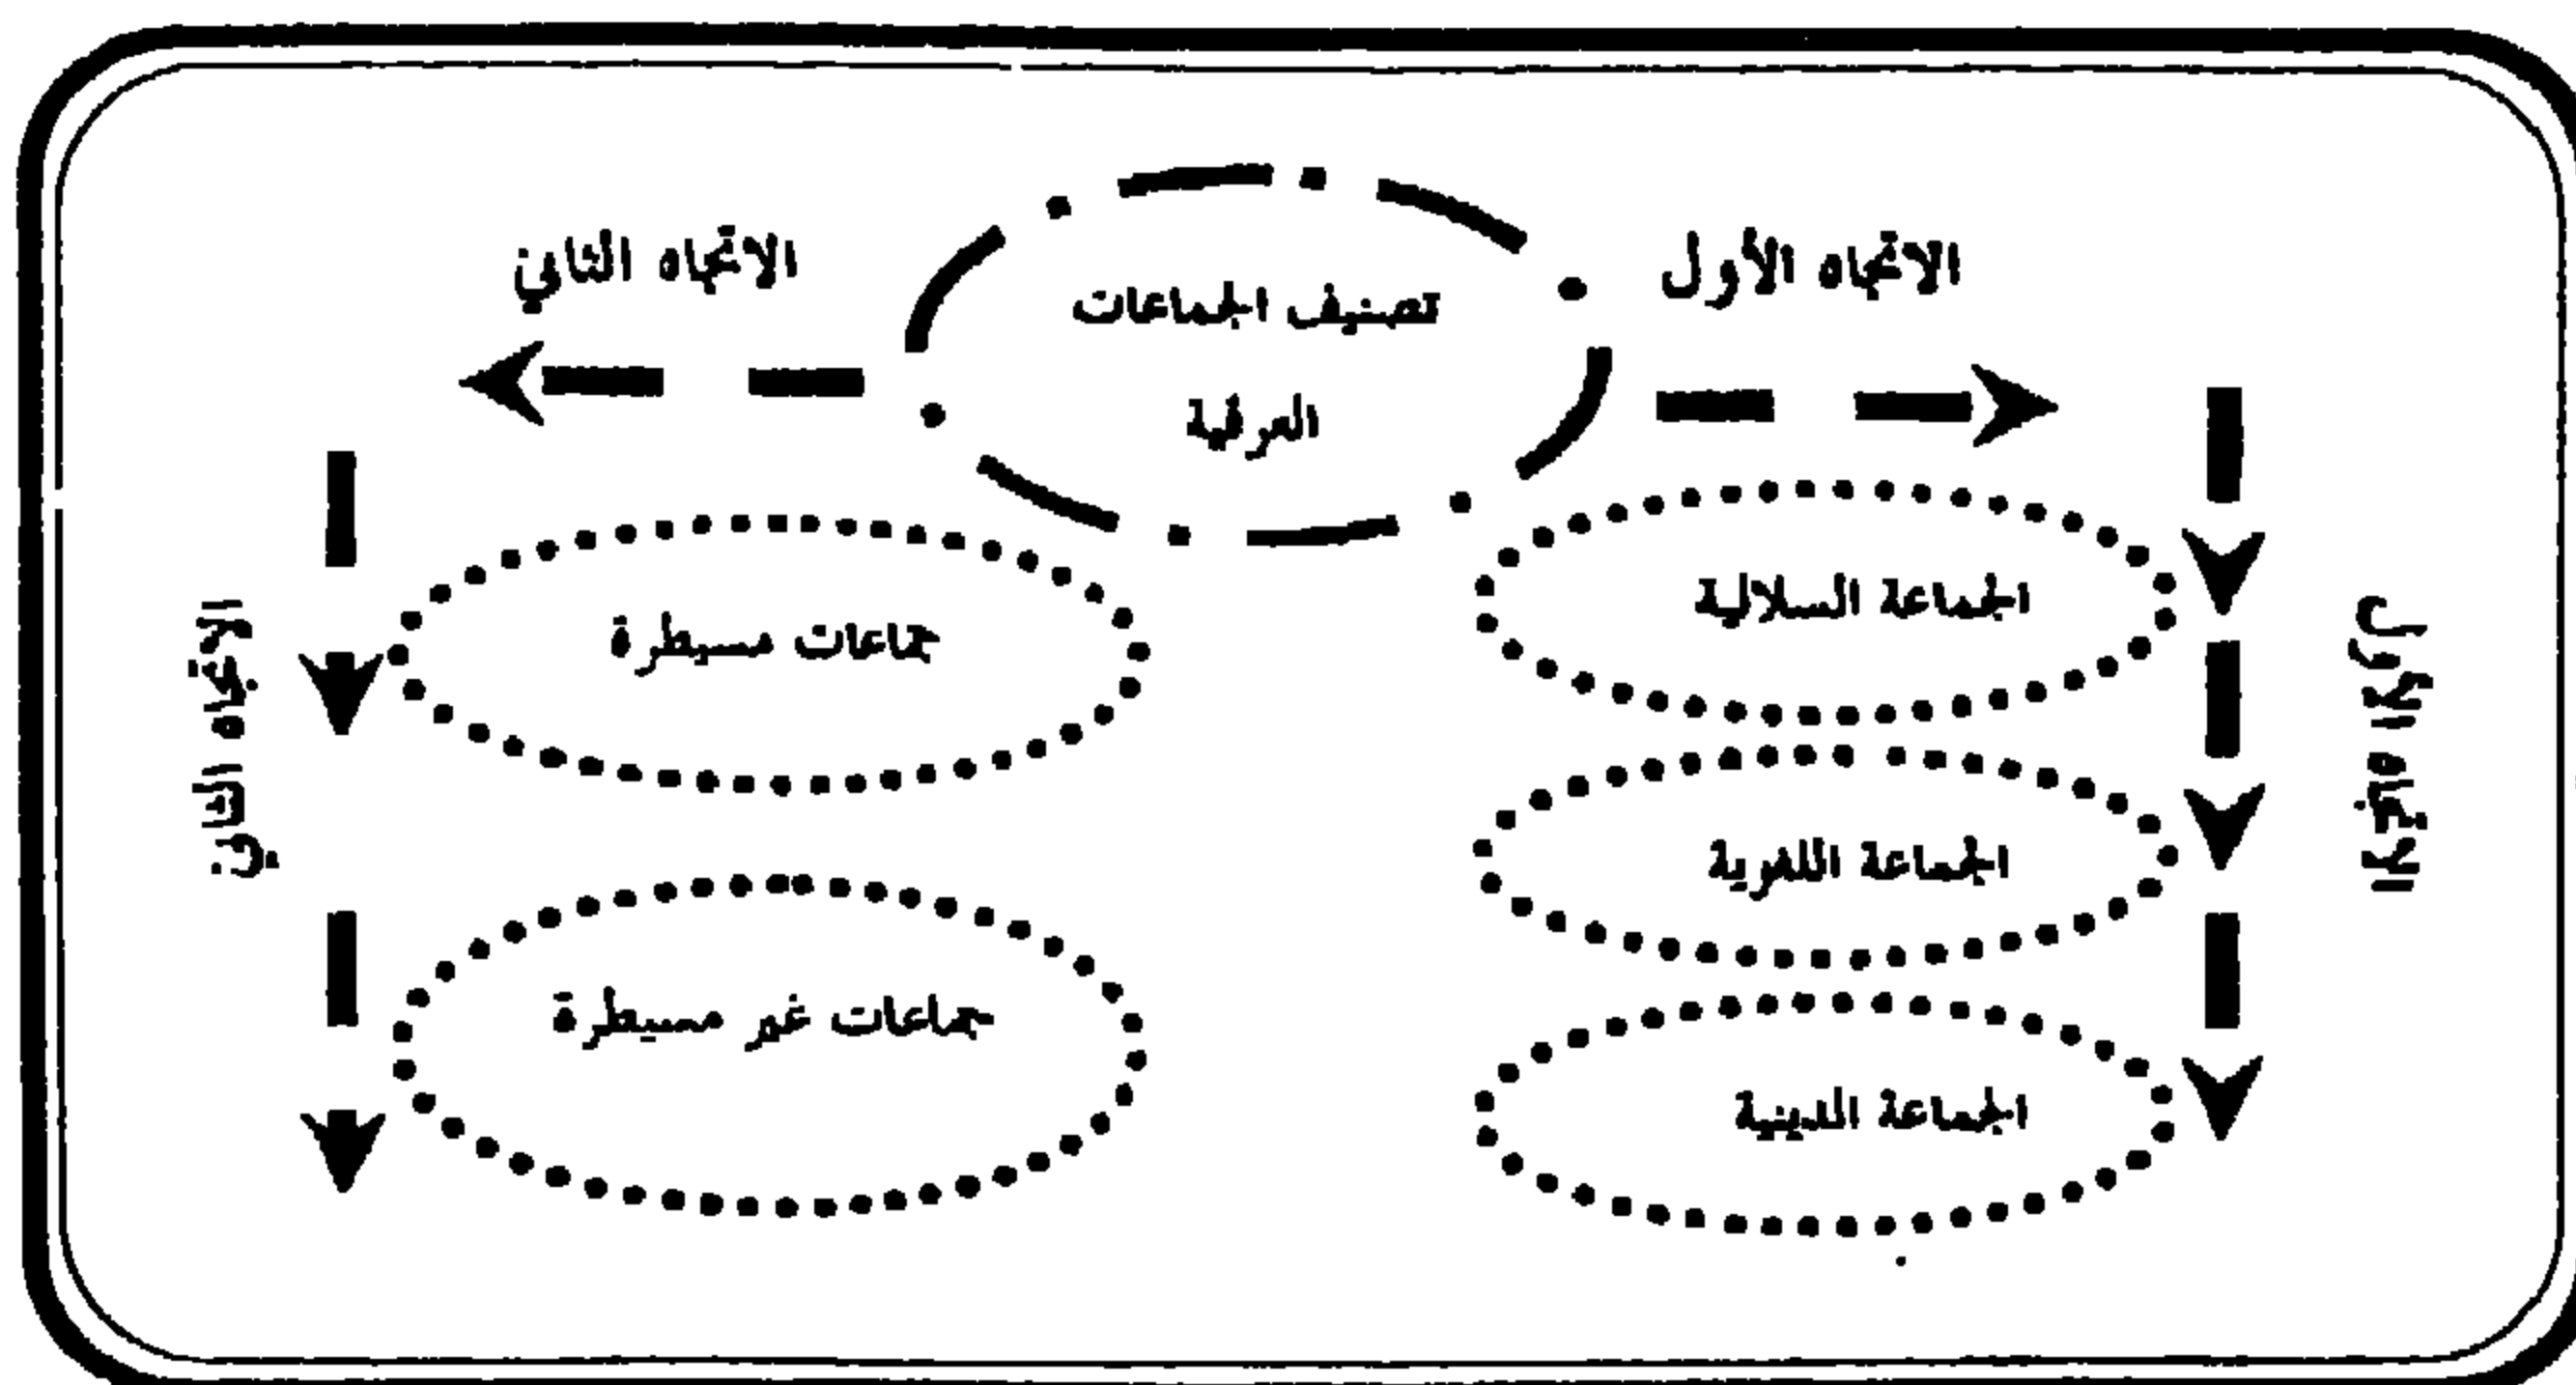 الاتجاه الأول
الاتجاه الثاني
تصنيف الجماعات
العرقية
الاتجاه الأول
الجماعة السلالية
الجماعة اللغوية
الجماعة الدينية
جماعات مسيطرة
جماعات غير مسيطرة
الاتجاه الثاني